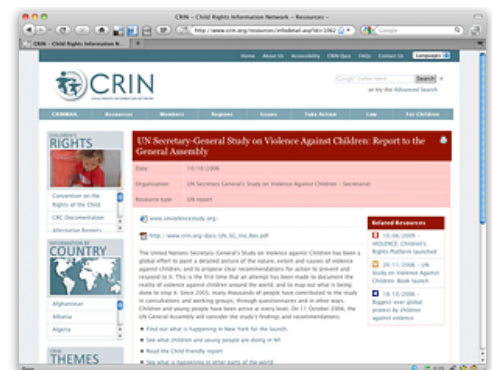 CRIN - Child Rights Information Network - Resources -
Google
CRIN - Child Rights Information N...
Home About Us Accessibility CRIN Quiz FAQs Contact Us Languages
CRIN
CHILD RIGHTS INFORMATION NETWORK
Search
or try the Advanced Search
CRINMAIL Resources Members Regions Issues Take Action Law For Children
CHILDREN'S
RIGHTS
Convention on the
Rights of the Child
CRC Documentation
Alternative Reports
INFORMATION BY
COUNTRY
Afghanistan
Albania
Algeria
CRIN
THEMES
UN Secretary-General Study on Violence Against Children: Report to the
General Assembly
Date: 10/10/2006
Organisation: UN Secretary General's Study on Violence Against Children - Secretariat
Resource type: UN report
www.unviolencestudy.org/
http://www.crin.org/docs/UN_SG_Vio_Rev.pdf
The United Nations Secretary-General's Study on Violence against Children has been a
global effort to paint a detailed picture of the nature, extent and causes of violence
against children, and to propose clear recommendations for action to prevent and
respond to it. This is the first time that an attempt has been made to document the
reality of violence against children around the world, and to map out what is being
done to stop it. Since 2003, many thousands of people have contributed to the study
in consultations and working groups, through questionnaires and in other ways.
Children and young people have been active at every level. On 11 October 2006, the
UN General Assembly will consider the study's findings and recommendations.
Find out what is happening in New York for the launch.
See what children and young people are doing in NY
Read the Child friendly report
See what is happening in other parts of the world
Related Resources
10.06.2008 -
VIOLENCE: Children's
Rights Platform launched
20.11.2006 - UN
Study on Violence Against
Children: Book launch
18.10.2006 -
Biggest-ever global
protest by children
against violence
Done